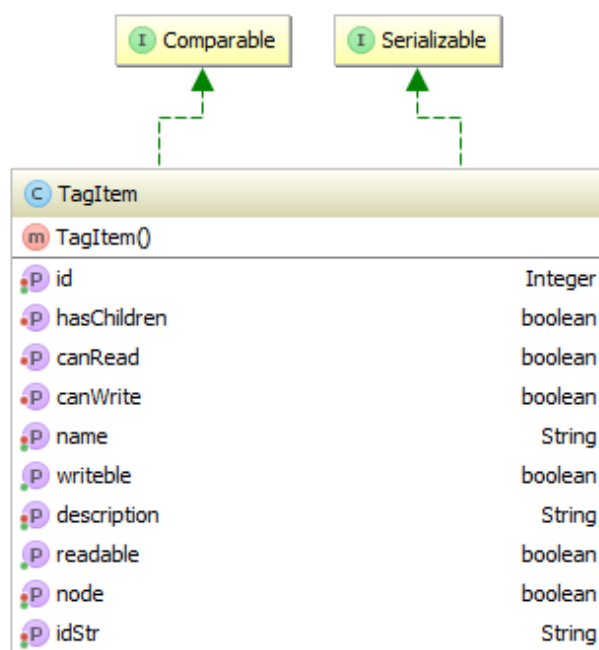 I Comparable
I Serializable
C TagItem
m TagItem()
P id Integer
P hasChildren boolean
P canRead boolean
P canWrite boolean
P name String
P writeble boolean
P description String
P readable boolean
P node boolean
P idStr String